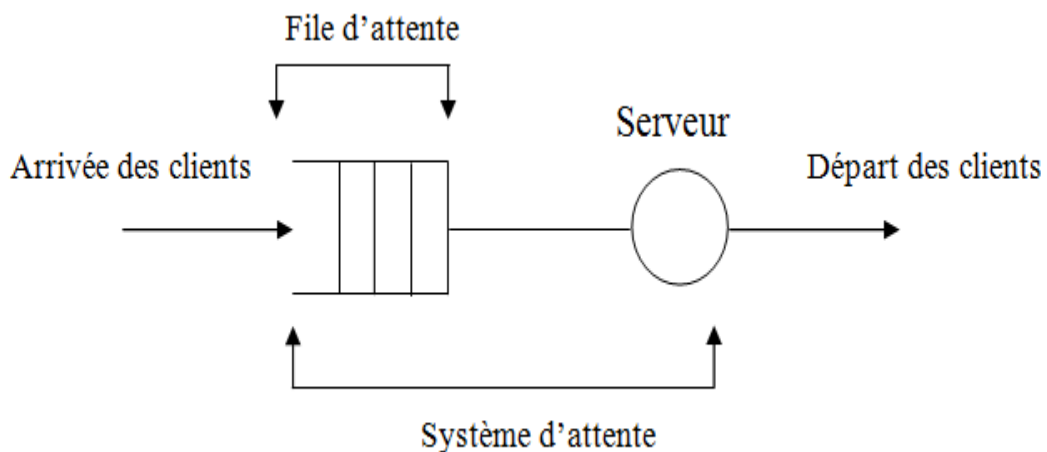 File d’attente
Serveur
Arrivée des clients
Départ des clients
Système d’attente